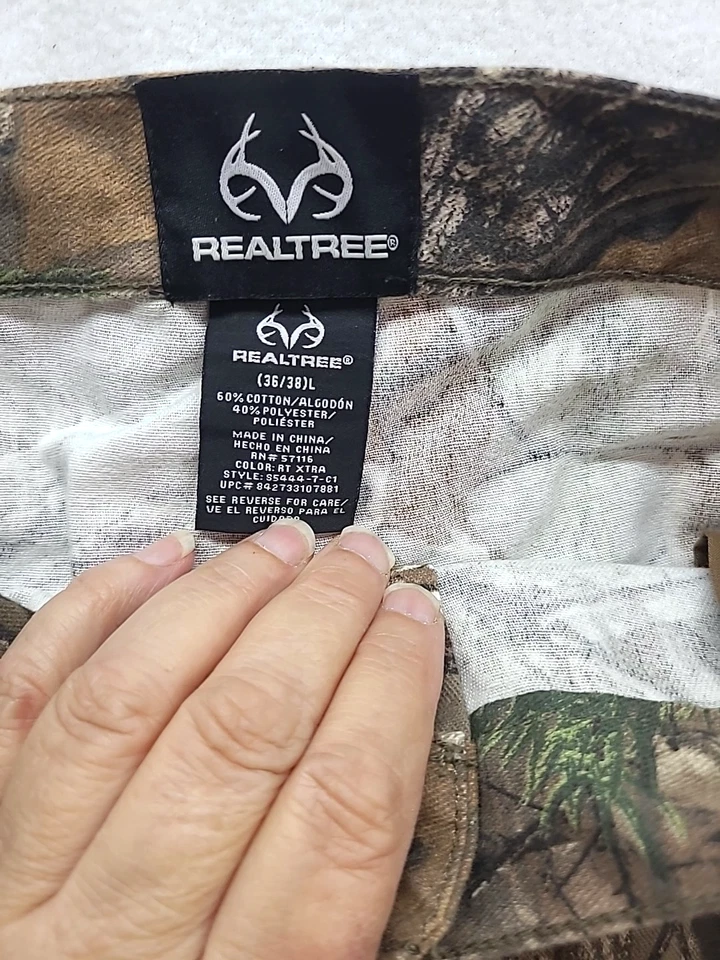 REALTREE®
REALTREE®
(36/38)L
60% COTTON/ALGODÓN
40% POLYESTER/
POLIÉSTER
MADE IN CHINA/
HECHO EN CHINA
RN# 57116
COLOR: RT XTRA
STYLE: S5444-7-C1
UPC# 842733107881
SEE REVERSE FOR CARE/
VE EL REVERSO PARA EL
CUIDADO